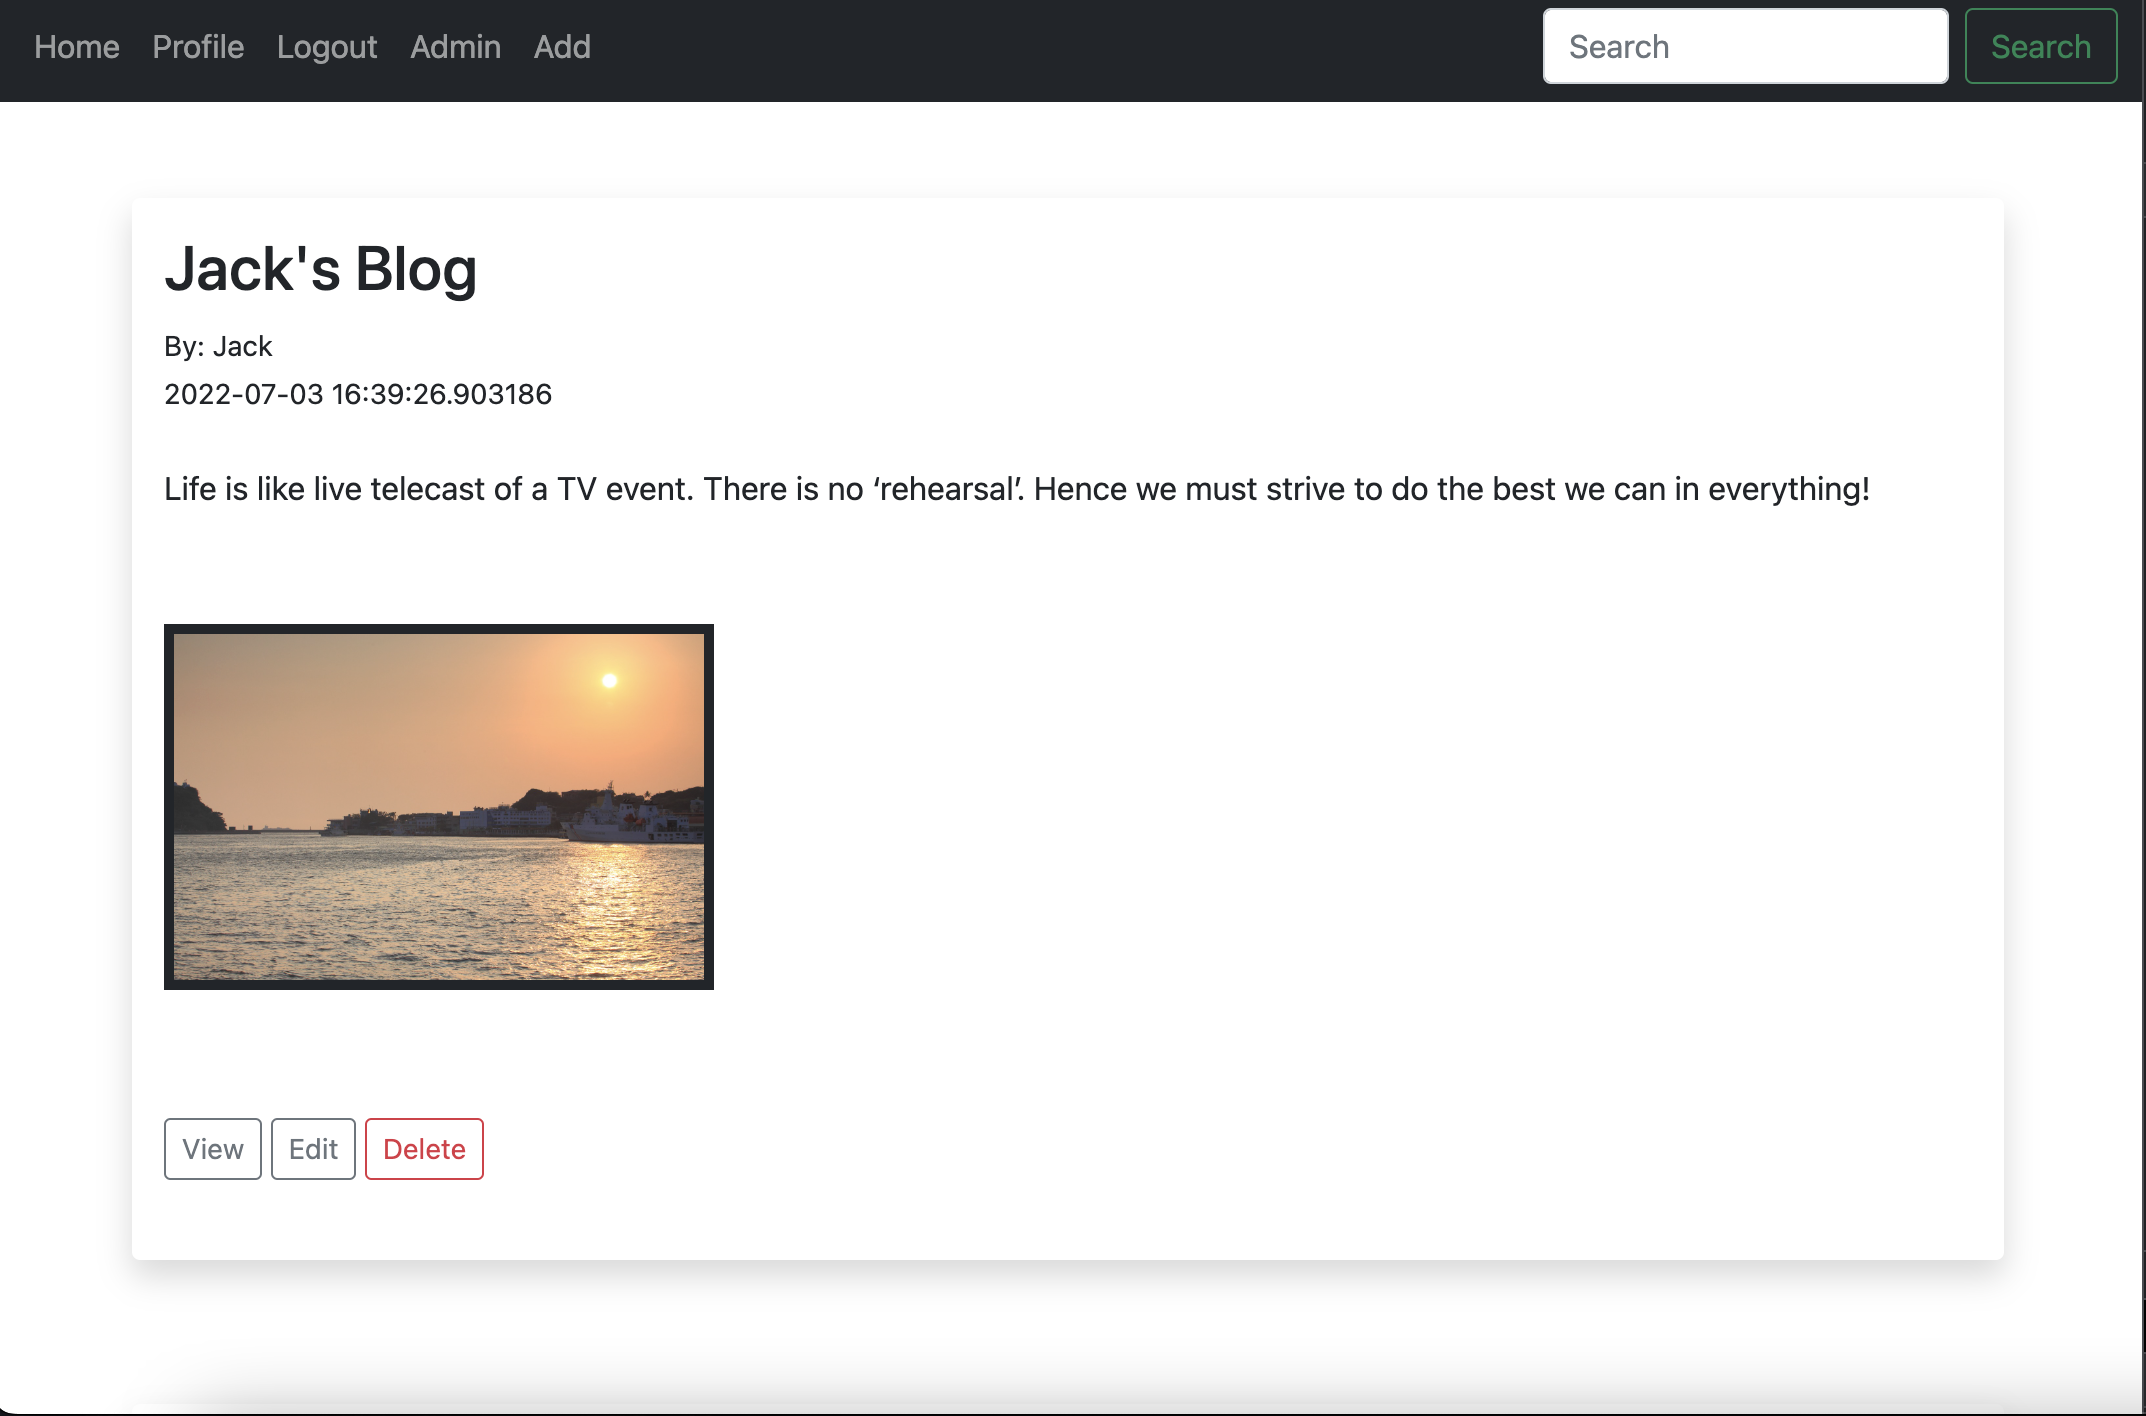 Home Profile Logout Admin Add Search Search
Jack's Blog
By: Jack
2022-07-03 16:39:26.903186
Life is like live telecast of a TV event. There is no ‘rehearsal’. Hence we must strive to do the best we can in everything!
View Edit Delete